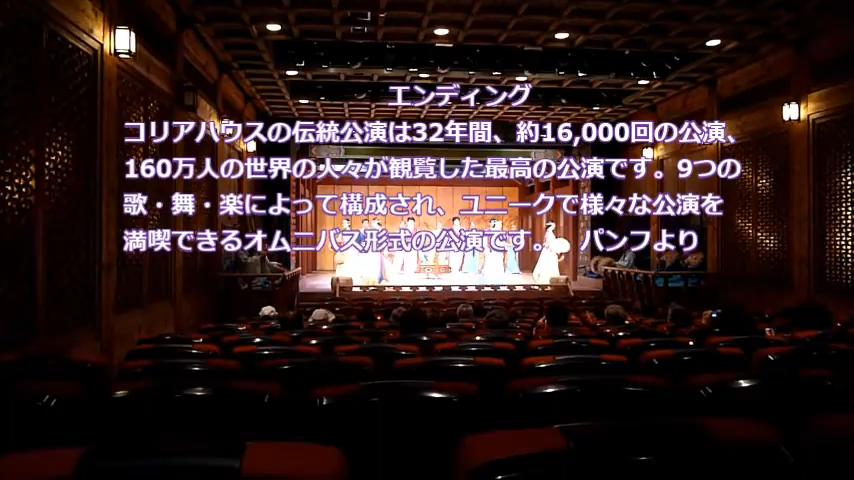 エンディング
コリアハウスの伝統公演は32年間、約16,000回の公演、
160万人の世界の人々が観覧した最高の公演です。9つの
歌・舞・楽によって構成され、ユニークで様々な公演を
満喫できるオムニバス形式の公演です。 パンフより